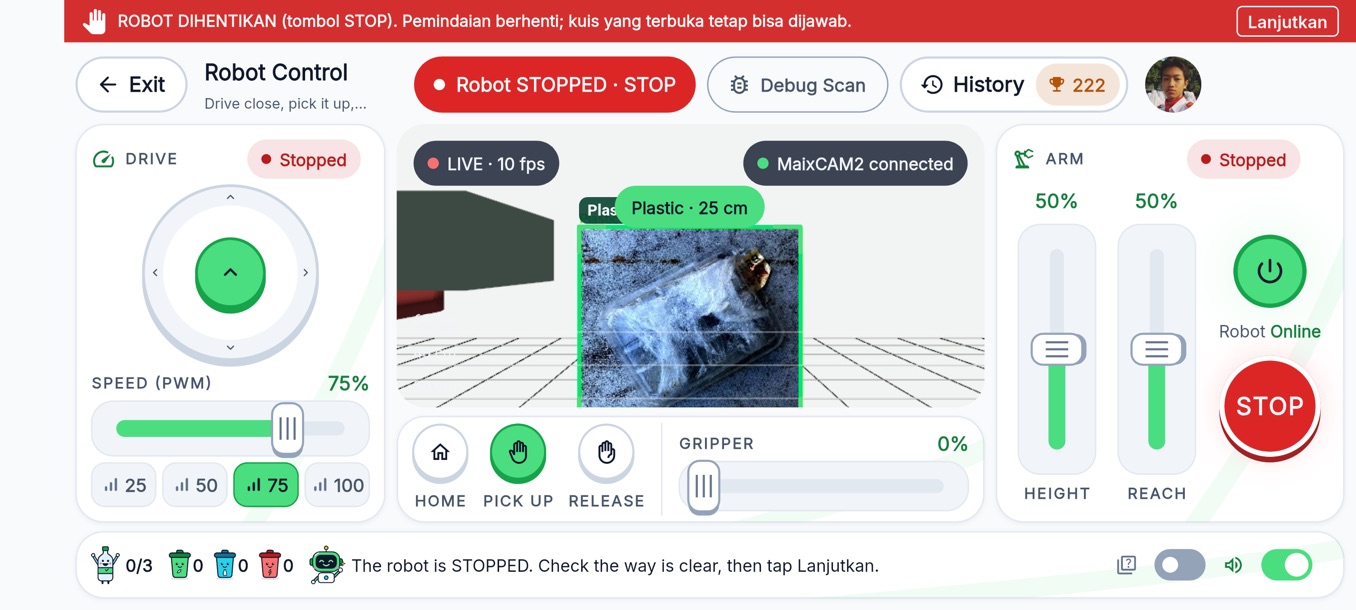 ROBOT DIHENTIKAN (tombol STOP). Pemindaian berhenti; kuis yang terbuka tetap bisa dijawab.
Lanjutkan
Exit
Robot Control
Drive close, pick it up,...
Robot STOPPED · STOP
Debug Scan
History
222
DRIVE
Stopped
SPEED (PWM)
75%
25
50
75
100
LIVE · 10 fps
MaixCAM2 connected
Plas
Plastic · 25 cm
HOME
PICK UP
RELEASE
GRIPPER
0%
ARM
Stopped
50%
50%
HEIGHT
REACH
Robot Online
STOP
0/3
0
0
0
The robot is STOPPED. Check the way is clear, then tap Lanjutkan.